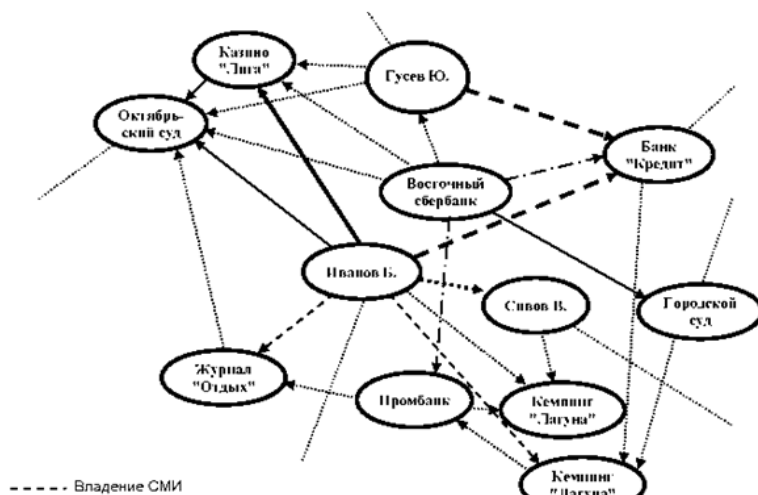 Казино
"Лига"
Гусев Ю.
Октябрь-
ский суд
Банк
"Кредит"
Восточный
сбербанк
Иванов Б.
Сивов В.
Городской
суд
Журнал
"Отдых"
Промбанк
Кемпинг
"Лагуна"
Кемпинг
"Лагуна"
Владение СМИ